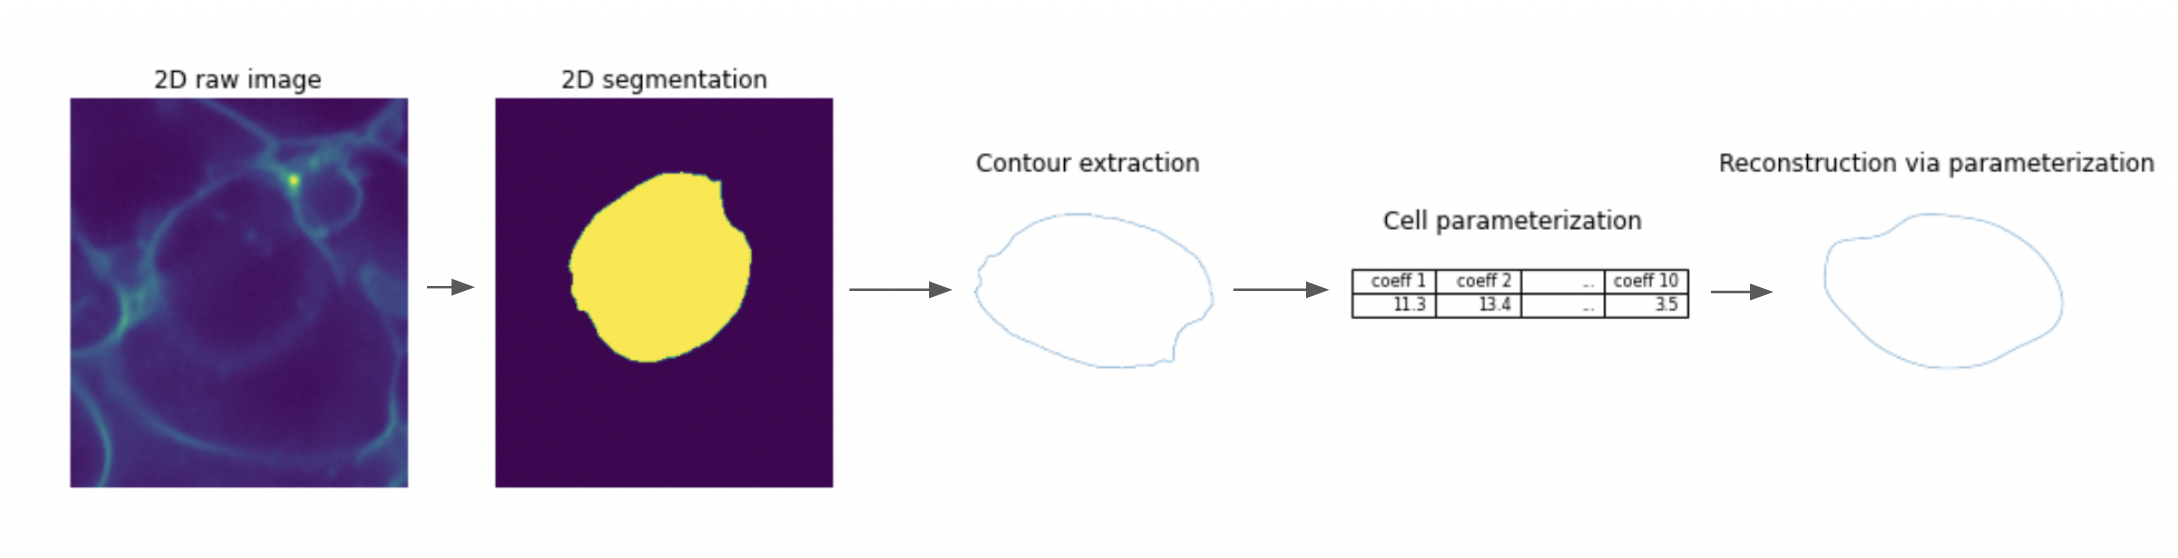 2D raw image
2D segmentation
Contour extraction
Cell parameterization
coeff 1 coeff 2 ... coeff 10
11.3 13.4 ... 3.5
Reconstruction via parameterization